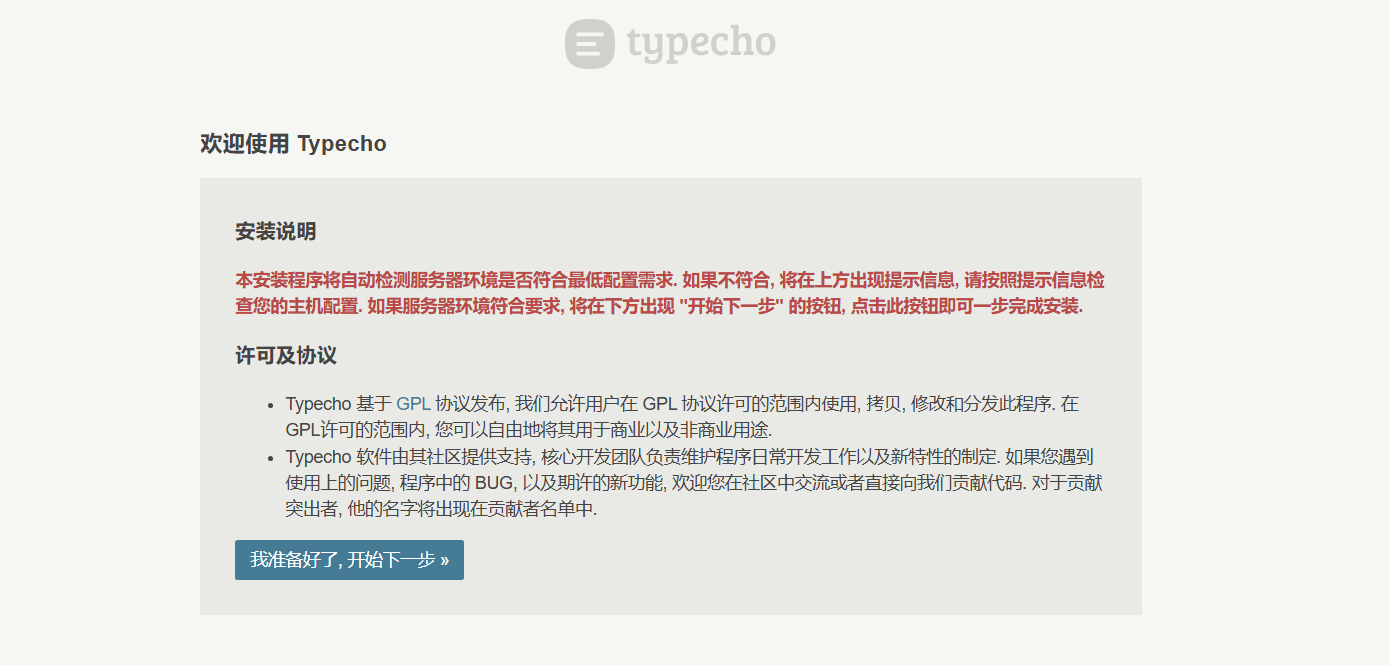 typecho
欢迎使用 Typecho
安装说明
本安装程序将自动检测服务器环境是否符合最低配置需求. 如果不符合, 将在上方出现提示信息, 请按照提示信息检
查您的主机配置. 如果服务器环境符合要求, 将在下方出现 "开始下一步" 的按钮, 点击此按钮即可一步完成安装.
许可及协议
• Typecho 基于 GPL 协议发布, 我们允许用户在 GPL 协议许可的范围内使用, 拷贝, 修改和分发此程序. 在
GPL许可的范围内, 您可以自由地将其用于商业以及非商业用途.
• Typecho 软件由其社区提供支持, 核心开发团队负责维护程序日常开发工作以及新特性的制定. 如果您遇到
使用上的问题, 程序中的 BUG, 以及期许的新功能, 欢迎您在社区中交流或者直接向我们贡献代码. 对于贡献
突出者, 他的名字将出现在贡献者名单中.
我准备好了, 开始下一步 »